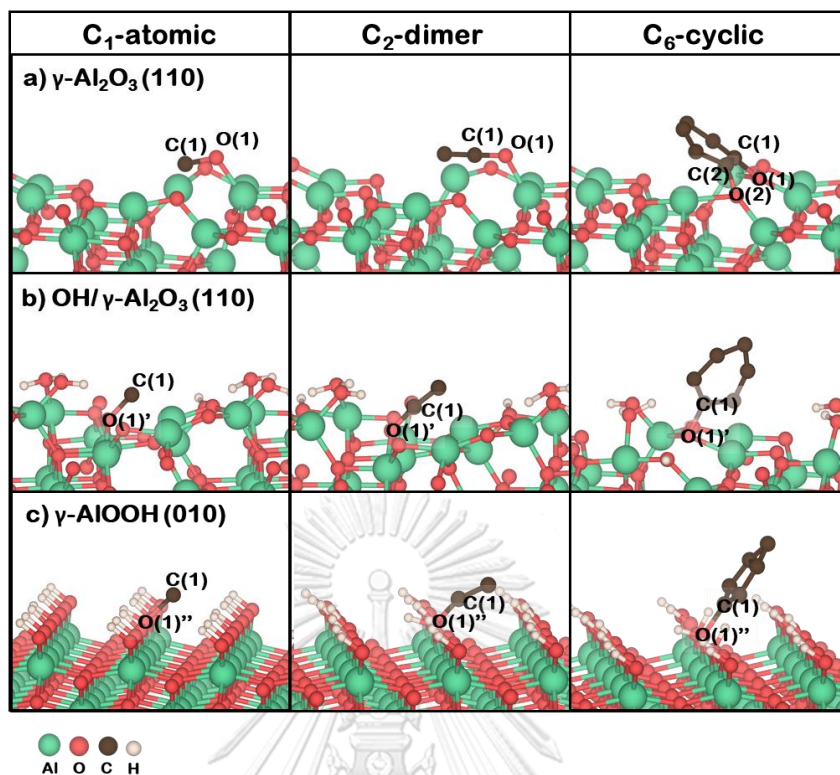 C₁-atomic C₂-dimer C₆-cyclic
a) γ-Al₂O₃ (110)
C(1) O(1)
C(1) O(1)
C(1)
C(2) O(1)
O(2)
b) OH/ γ-Al₂O₃ (110)
C(1)
O(1)'
C(1)
O(1)'
C(1)
O(1)'
c) γ-AlOOH (010)
C(1)
O(1)"
C(1)
O(1)"
C(1)
O(1)"
Al O C H